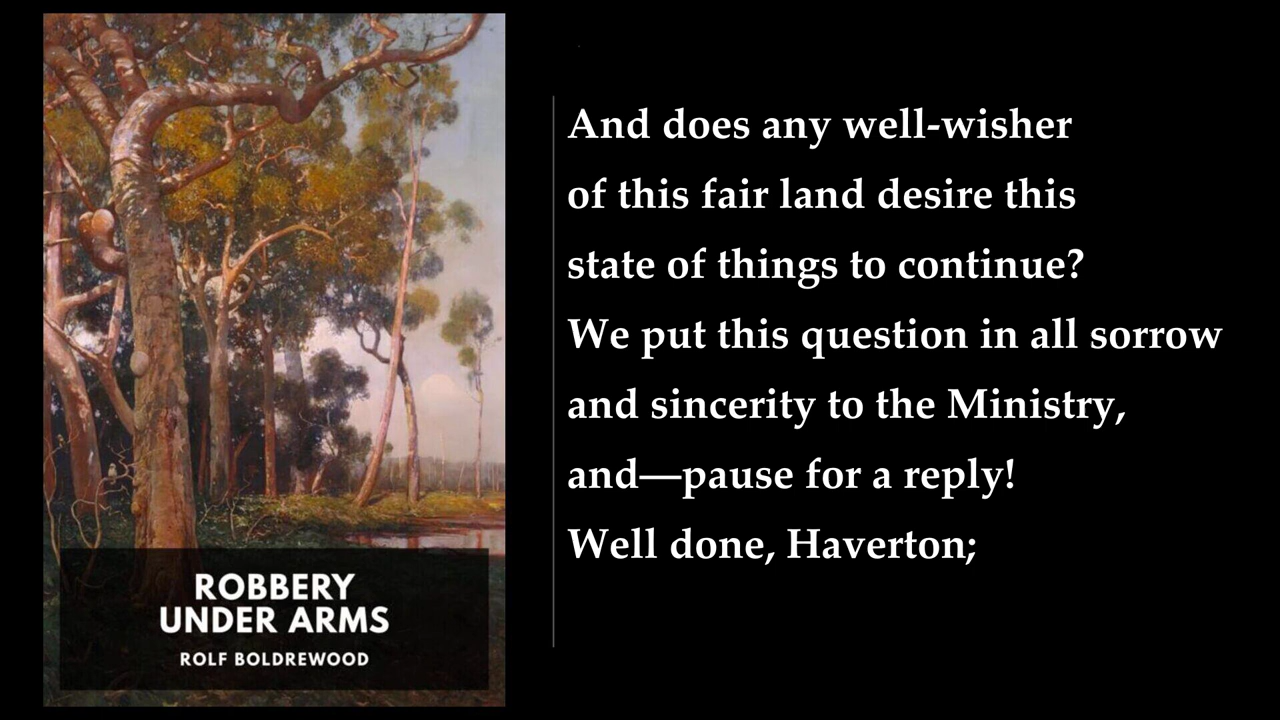 ROBBERY
UNDER ARMS
ROLF BOLDREWOOD
And does any well-wisher
of this fair land desire this
state of things to continue?
We put this question in all sorrow
and sincerity to the Ministry,
and—pause for a reply!
Well done, Haverton;